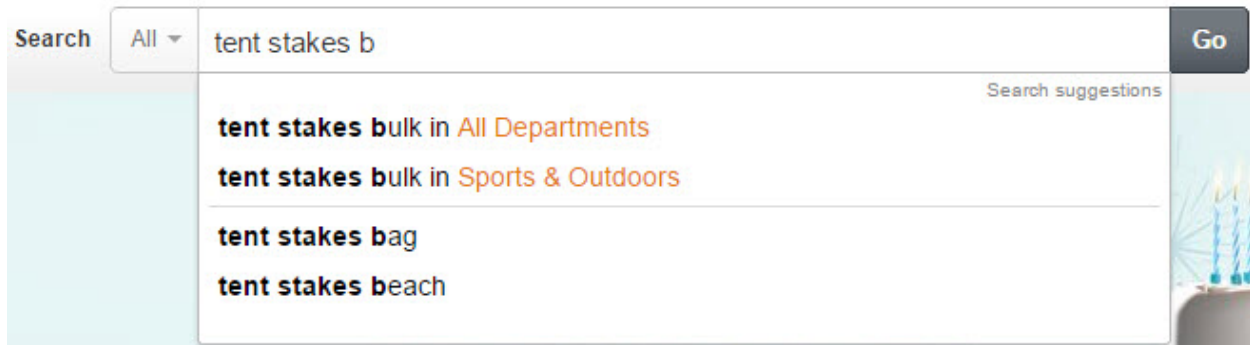 Search All tent stakes b Go
Search suggestions
tent stakes bulk in All Departments
tent stakes bulk in Sports & Outdoors
tent stakes bag
tent stakes beach